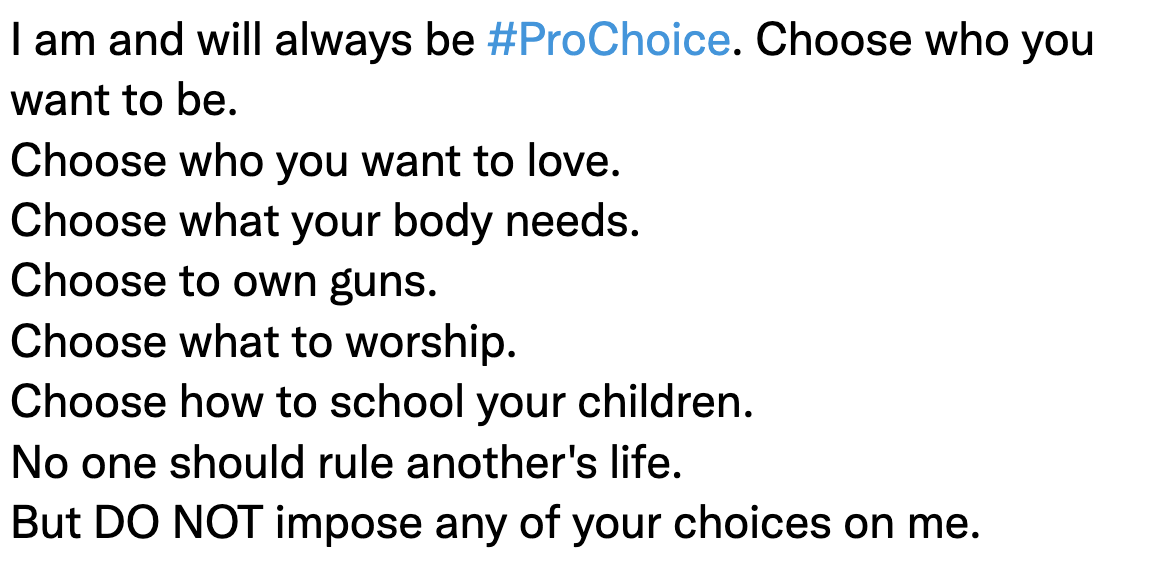 I am and will always be #ProChoice. Choose who you
want to be.
Choose who you want to love.
Choose what your body needs.
Choose to own guns.
Choose what to worship.
Choose how to school your children.
No one should rule another's life.
But DO NOT impose any of your choices on me.